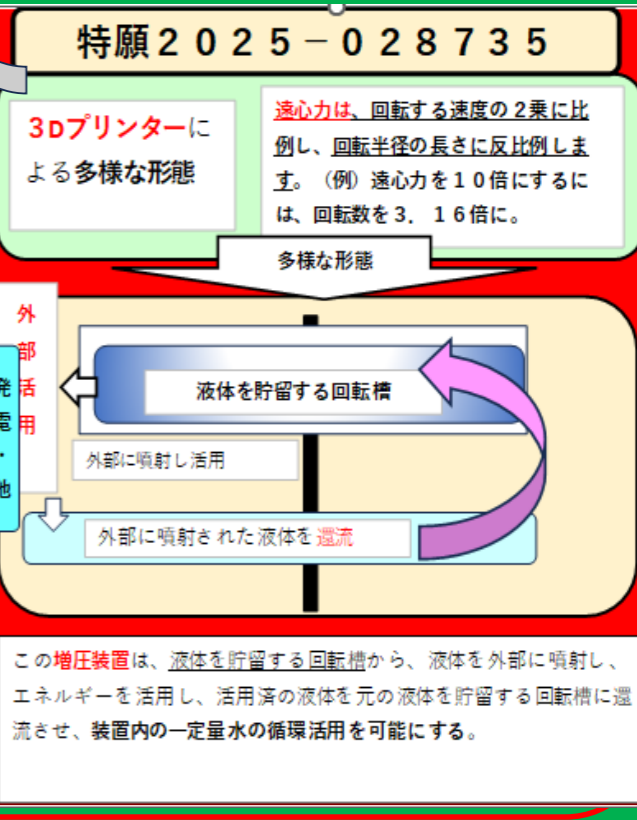 特願２０２５－０２８７３５
３Dプリンターに
よる多様な形態
遠心力は、回転する速度の２乗に比
例し、回転半径の長さに反比例しま
す。（例）遠心力を１０倍にするに
は、回転数を３．１６倍に。
多様な形態
外
部
活
用
発
電
・
他
液体を貯留する回転槽
外部に噴射し活用
外部に噴射された液体を還流
この増圧装置は、液体を貯留する回転槽から、液体を外部に噴射し、
エネルギーを活用し、活用済の液体を元の液体を貯留する回転槽に還
流させ、装置内の一定量水の循環活用を可能にする。